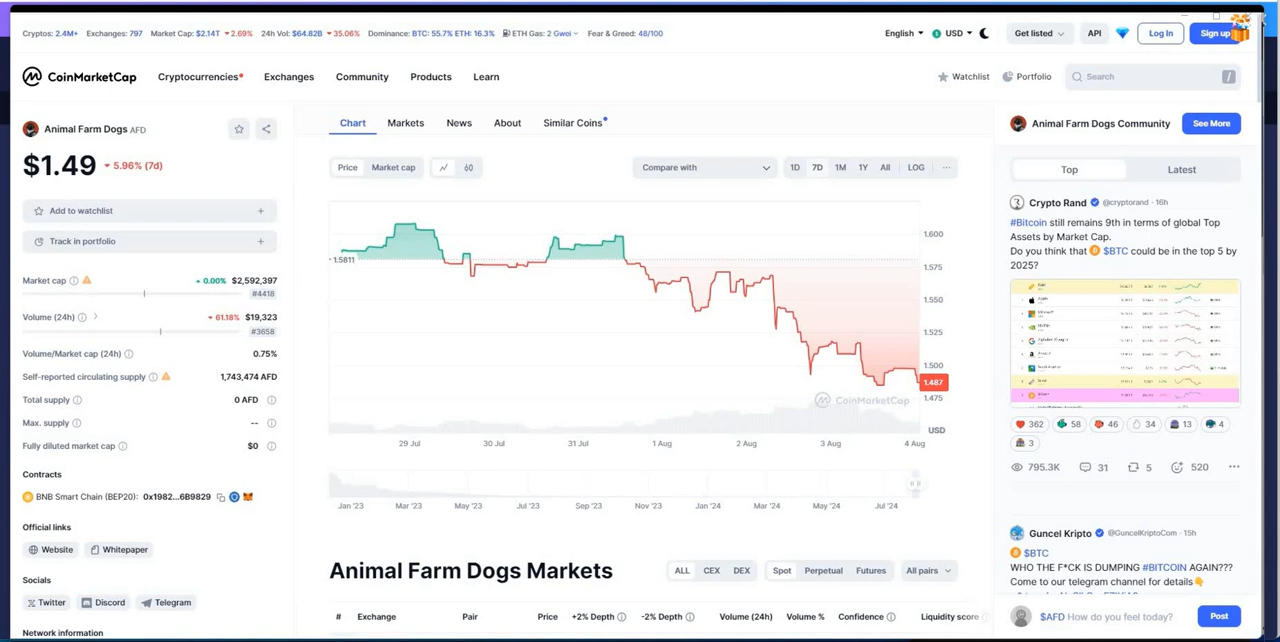 Cryptos: 2.4M+ Exchanges: 797 Market Cap: $2.14T 2.69% 24h Vol: $64.82B 35.06% Dominance: BTC: 55.7% ETH: 16.3% ETH Gas: 2 Gwei Fear & Greed: 48/100
English USD Get listed API Log In Sign up
CoinMarketCap Cryptocurrencies Exchanges Community Products Learn
Watchlist Portfolio Search /
Animal Farm Dogs AFD
$1.49 5.96% (7d)
Add to watchlist +
Track in portfolio +
Market cap 0.00% $2,592,397
#4418
Volume (24h) 61.18% $19,323
#3658
Volume/Market cap (24h) 0.75%
Self-reported circulating supply 1,743,474 AFD
Total supply 0 AFD
Max. supply --
Fully diluted market cap $0
Contracts
BNB Smart Chain (BEP20): 0x1982...6B9829
Official links
Website Whitepaper
Socials
Twitter Discord Telegram
Network information
Chart Markets News About Similar Coins
Price Market cap Compare with 1D 7D 1M 1Y All LOG ...
1.600
1.5811
1.575
1.550
1.525
1.500
1.487
1.475
CoinMarketCap
USD
29 Jul 30 Jul 31 Jul 1 Aug 2 Aug 3 Aug 4 Aug
Jan '23 Mar '23 May '23 Jul '23 Sep '23 Nov '23 Jan '24 Mar '24 May '24 Jul '24
Animal Farm Dogs Markets
ALL CEX DEX Spot Perpetual Futures All pairs
# Exchange Pair Price +2% Depth -2% Depth Volume (24h) Volume % Confidence Liquidity score
Animal Farm Dogs Community See More
Top Latest
Crypto Rand @cryptorand · 16h
#Bitcoin still remains 9th in terms of global Top
Assets by Market Cap.
Do you think that $BTC could be in the top 5 by
2025?
362 58 46 34 13 4
3
795.3K 31 5 520 ...
Guncel Kripto @GuncelKriptoCom · 15h
$BTC
WHO THE F*CK IS DUMPING #BITCOIN AGAIN???
Come to our telegram channel for details
$AFD How do you feel today? Post